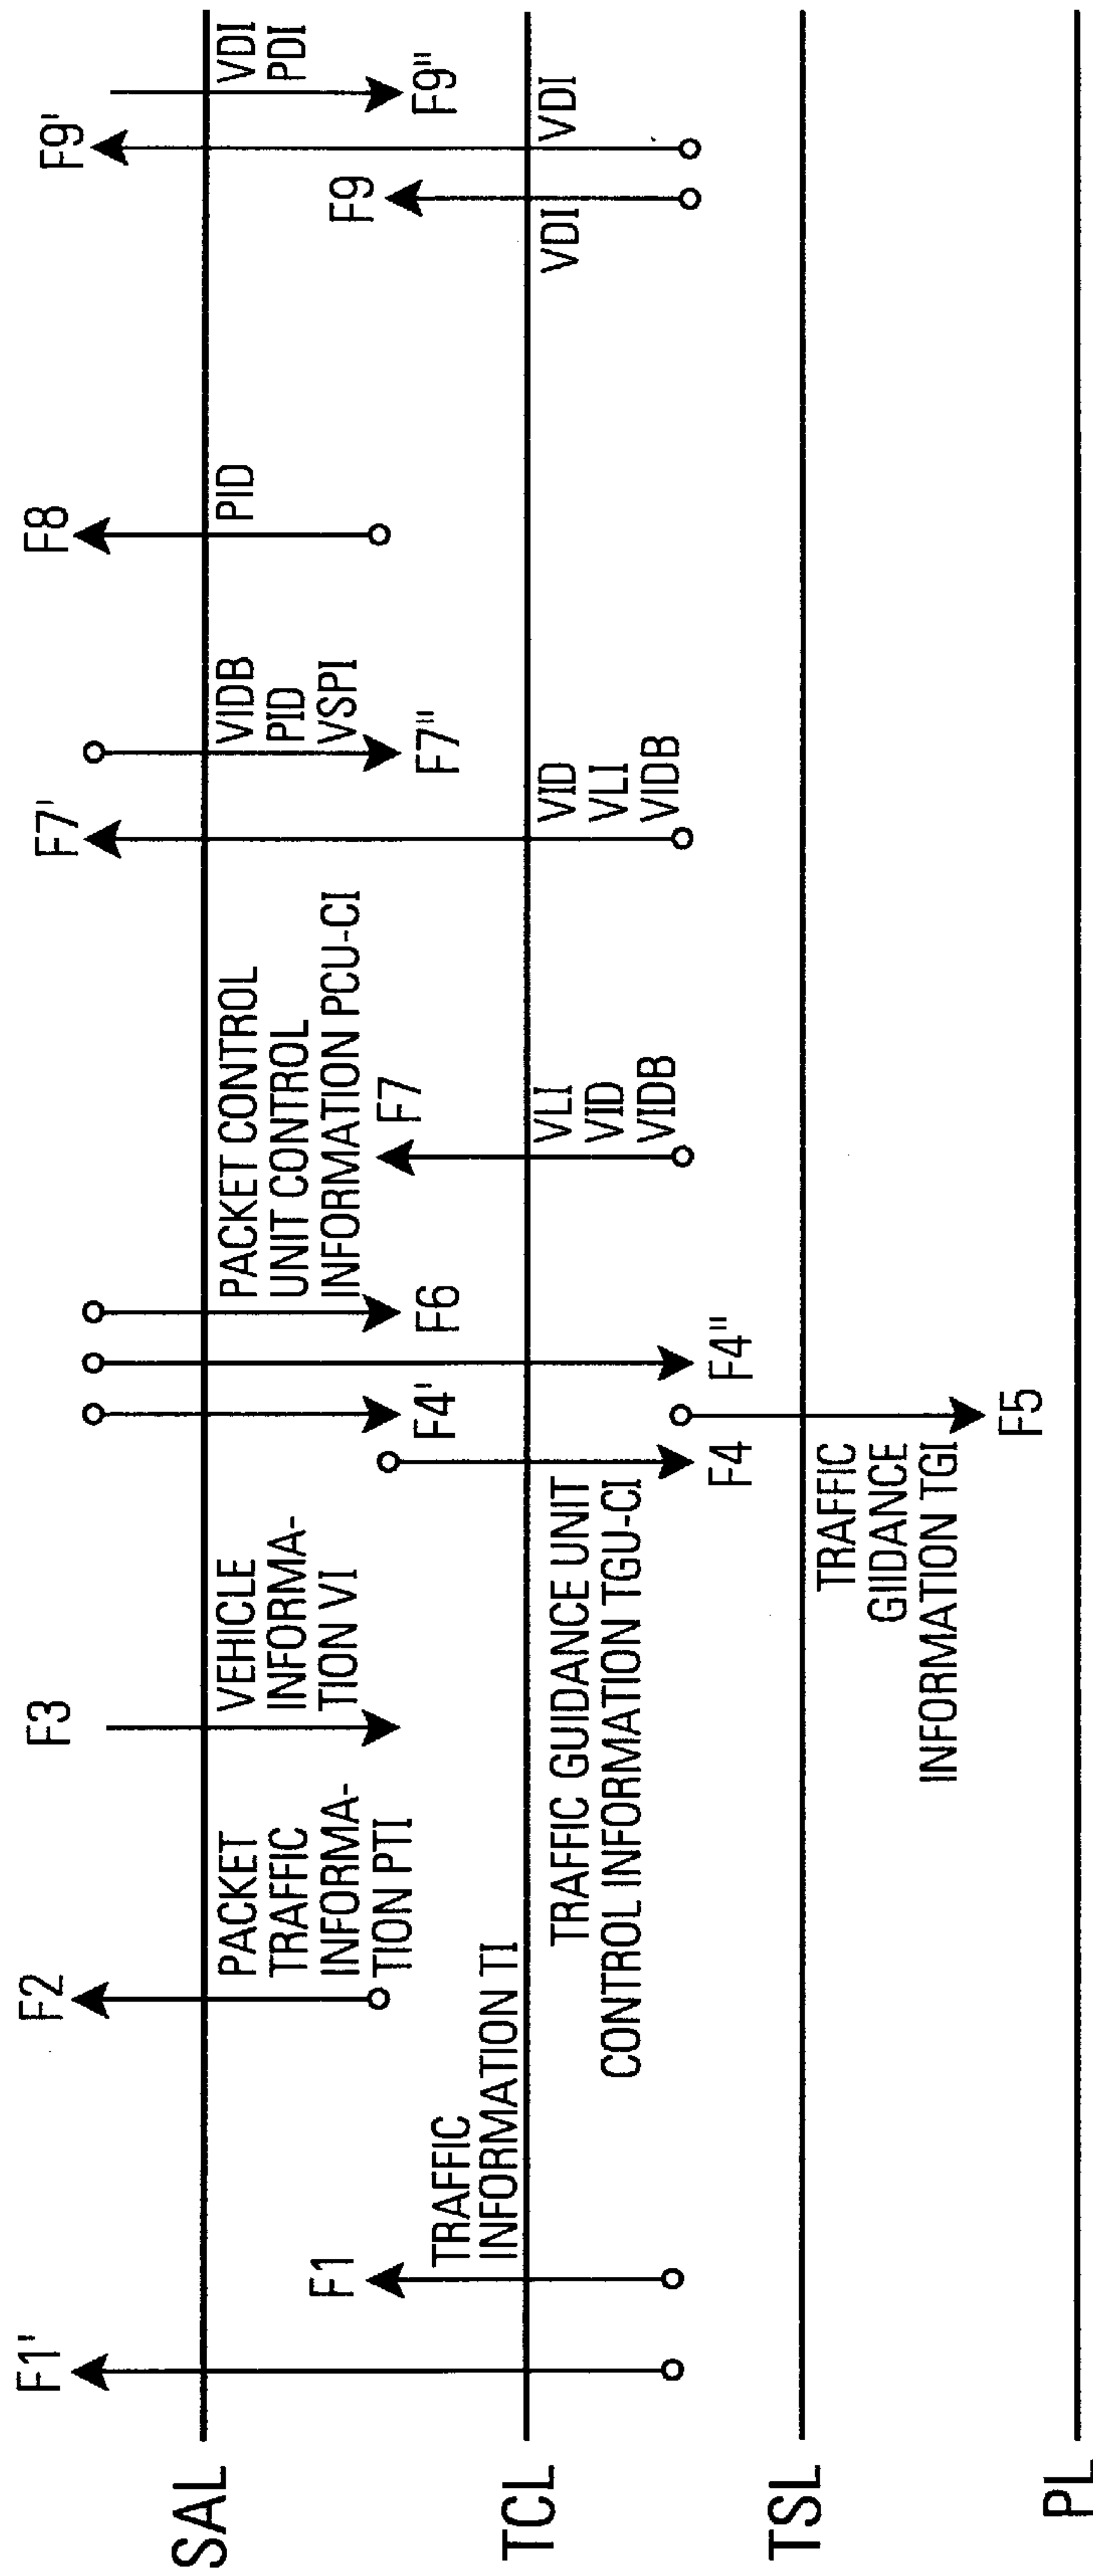 F1'
F1
F2
F3
F7'
F8
F9'
SAL
PACKET
TRAFFIC
INFORMA-
TION PTI
VEHICLE
INFORMA-
TION VI
PACKET CONTROL
UNIT CONTROL
INFORMATION PCU-CI
VIDB
PID
VSPI
PID
VDI
PDI
F4'
F6
F7
F7"
F9
F9"
TRAFFIC
INFORMATION TI
TCL
TRAFFIC GUIDANCE UNIT
CONTROL INFORMATION TGU-CI
VLI
VID
VIDB
VID
VLI
VIDB
VDI
VDI
F4
F4"
TSL
TRAFFIC
GIIDANCE
INFORMATION TGI
F5
PL